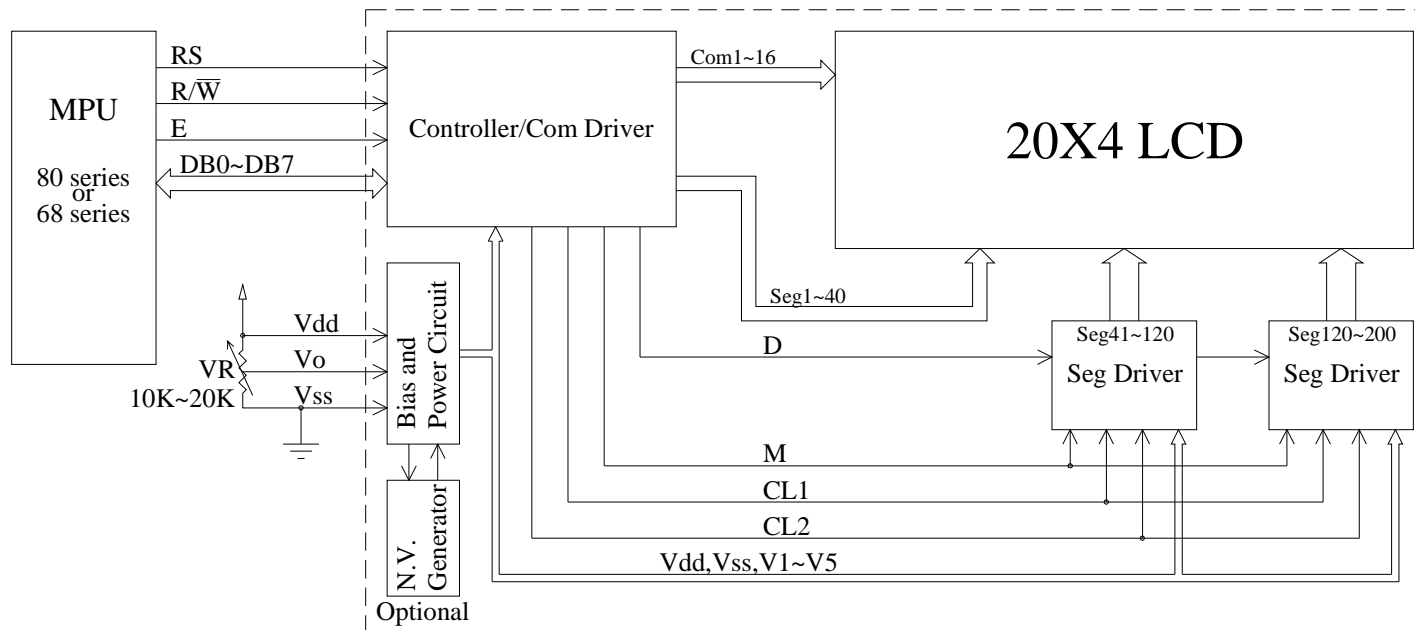 MPU
80 series
or
68 series
RS
R/W̅
E
DB0~DB7
Controller/Com Driver
Com1~16
20X4 LCD
Seg1~40
Vdd
Vo
Vss
VR
10K~20K
Bias and
Power Circuit
N.V.
Generator
Optional
D
M
CL1
CL2
Vdd,Vss,V1~V5
Seg41~120
Seg Driver
Seg120~200
Seg Driver